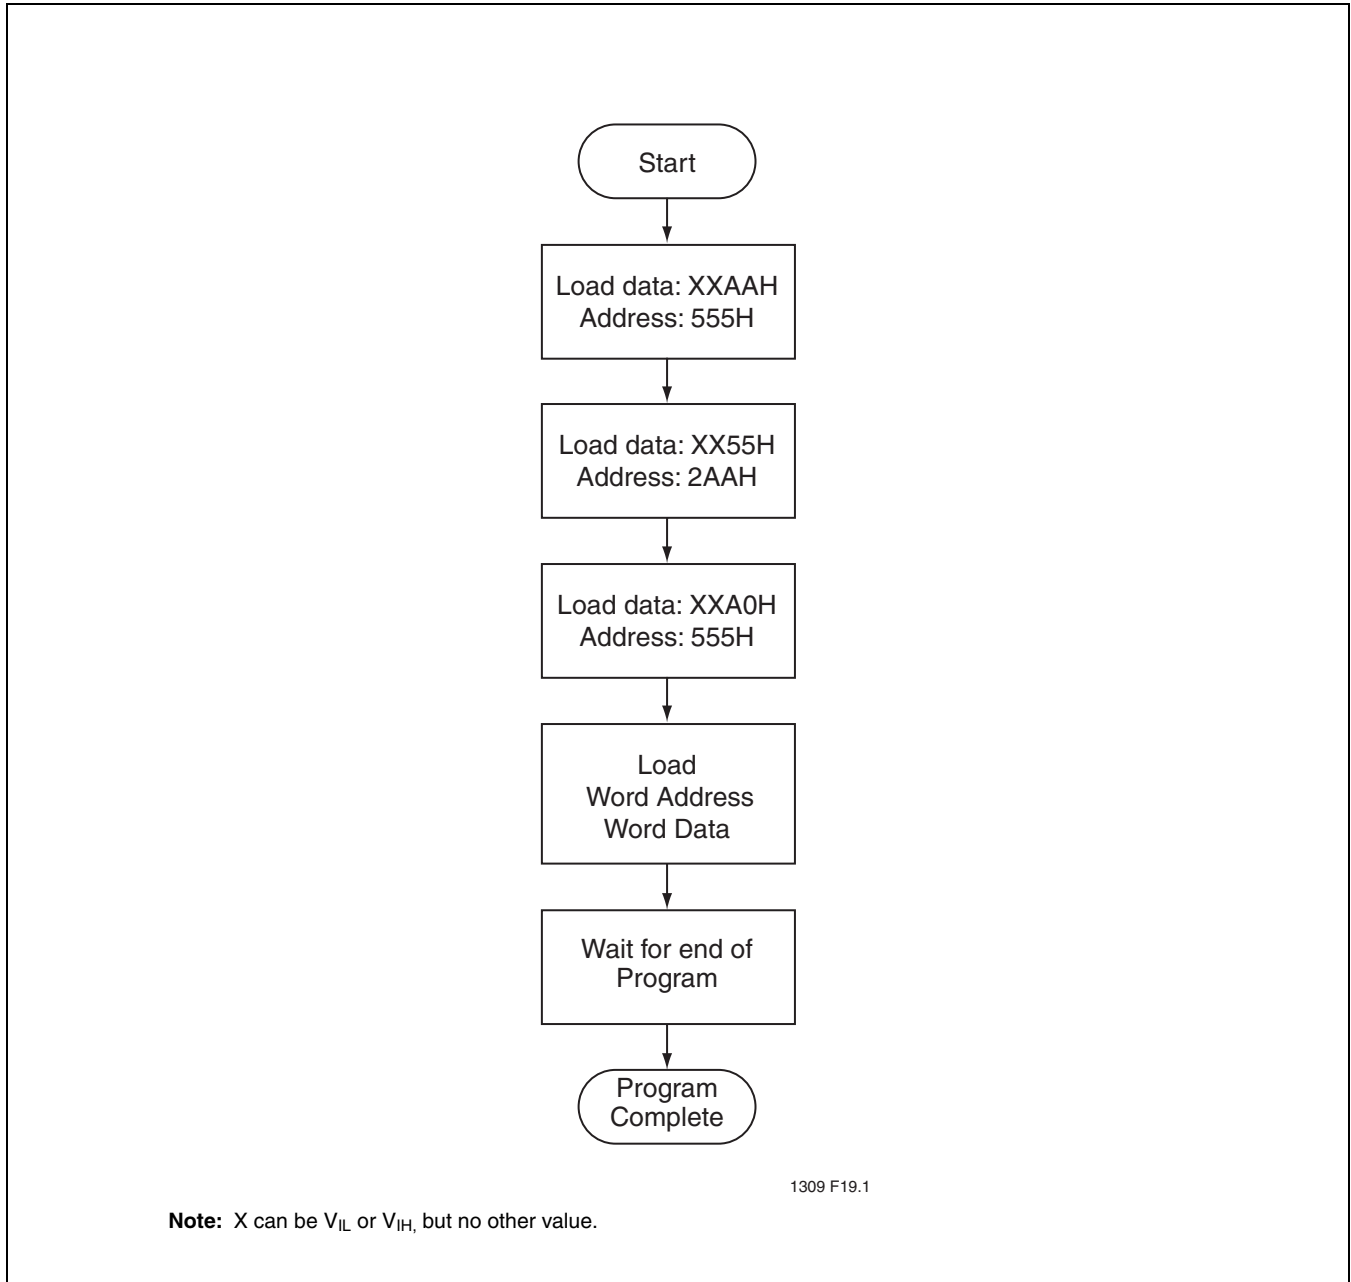 Start
Load data: XXAAH
Address: 555H
Load data: XX55H
Address: 2AAH
Load data: XXA0H
Address: 555H
Load
Word Address
Word Data
Wait for end of
Program
Program
Complete
1309 F19.1
Note: X can be VIL or VIH, but no other value.